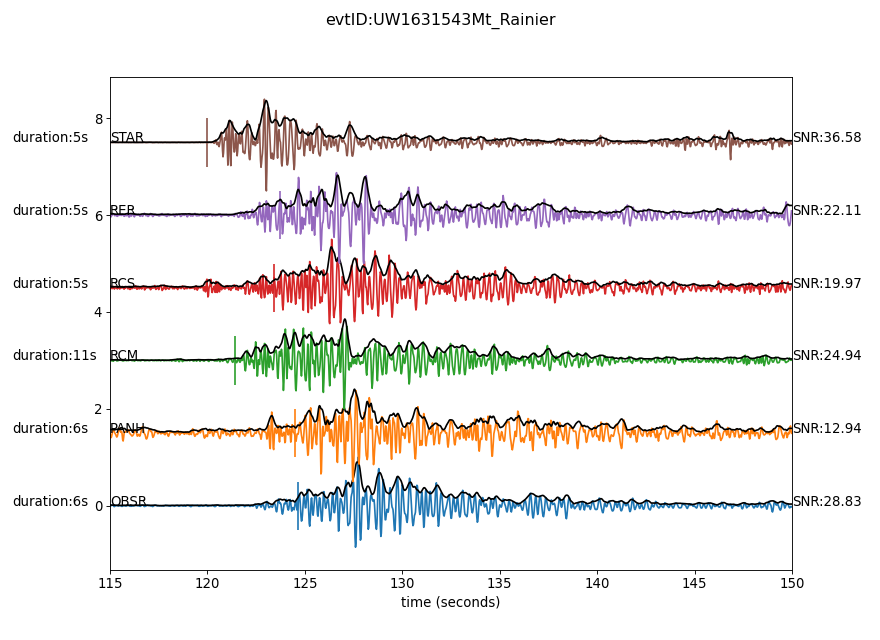 evtID:UW1631543Mt_Rainier
8
duration:5s STAR SNR:36.58
duration:5s RER SNR:22.11
6
duration:5s RCS SNR:19.97
4
duration:11s RCM SNR:24.94
2
duration:6s PANH SNR:12.94
duration:6s OBSR SNR:28.83
0
115 120 125 130 135 140 145 150
time (seconds)